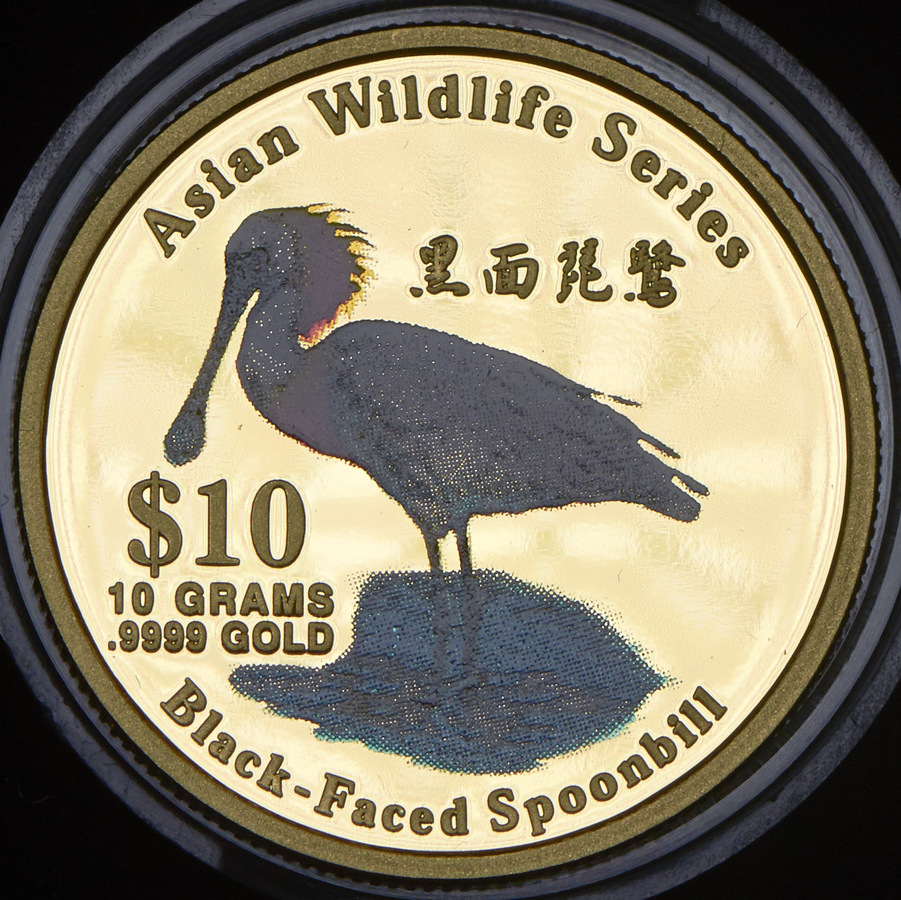 Asian Wildlife Series
黑面琵鷺
$10
10 GRAMS
.9999 GOLD
Black-Faced Spoonbill